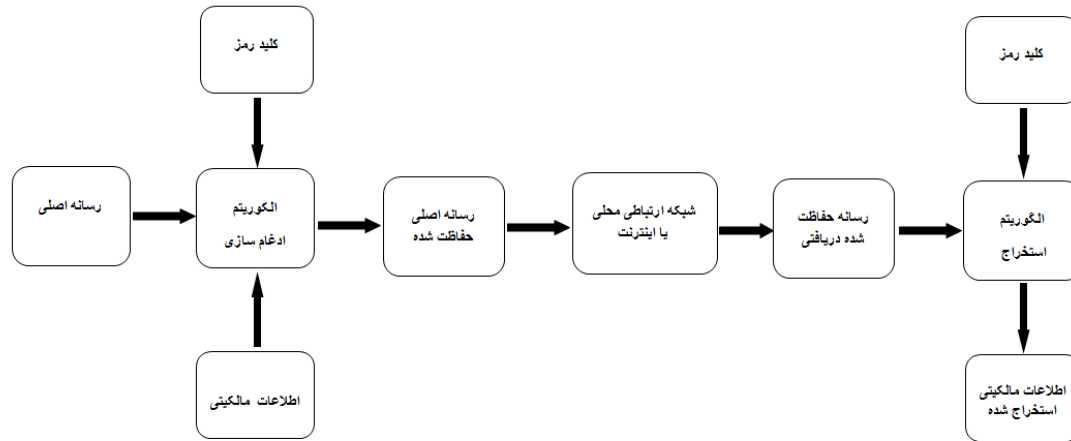 کلید رمز
کلید رمز
رسانه اصلی
الکوریتم
ادغام سازی
رسانه اصلی
حفاظت شده
شبکه ارتباطی محلی
یا اینترنت
رسانه حفاظت
شده دریافتی
الگوریتم
استخراج
اطلاعات مالکیتی
اطلاعات مالکیتی
استخراج شده